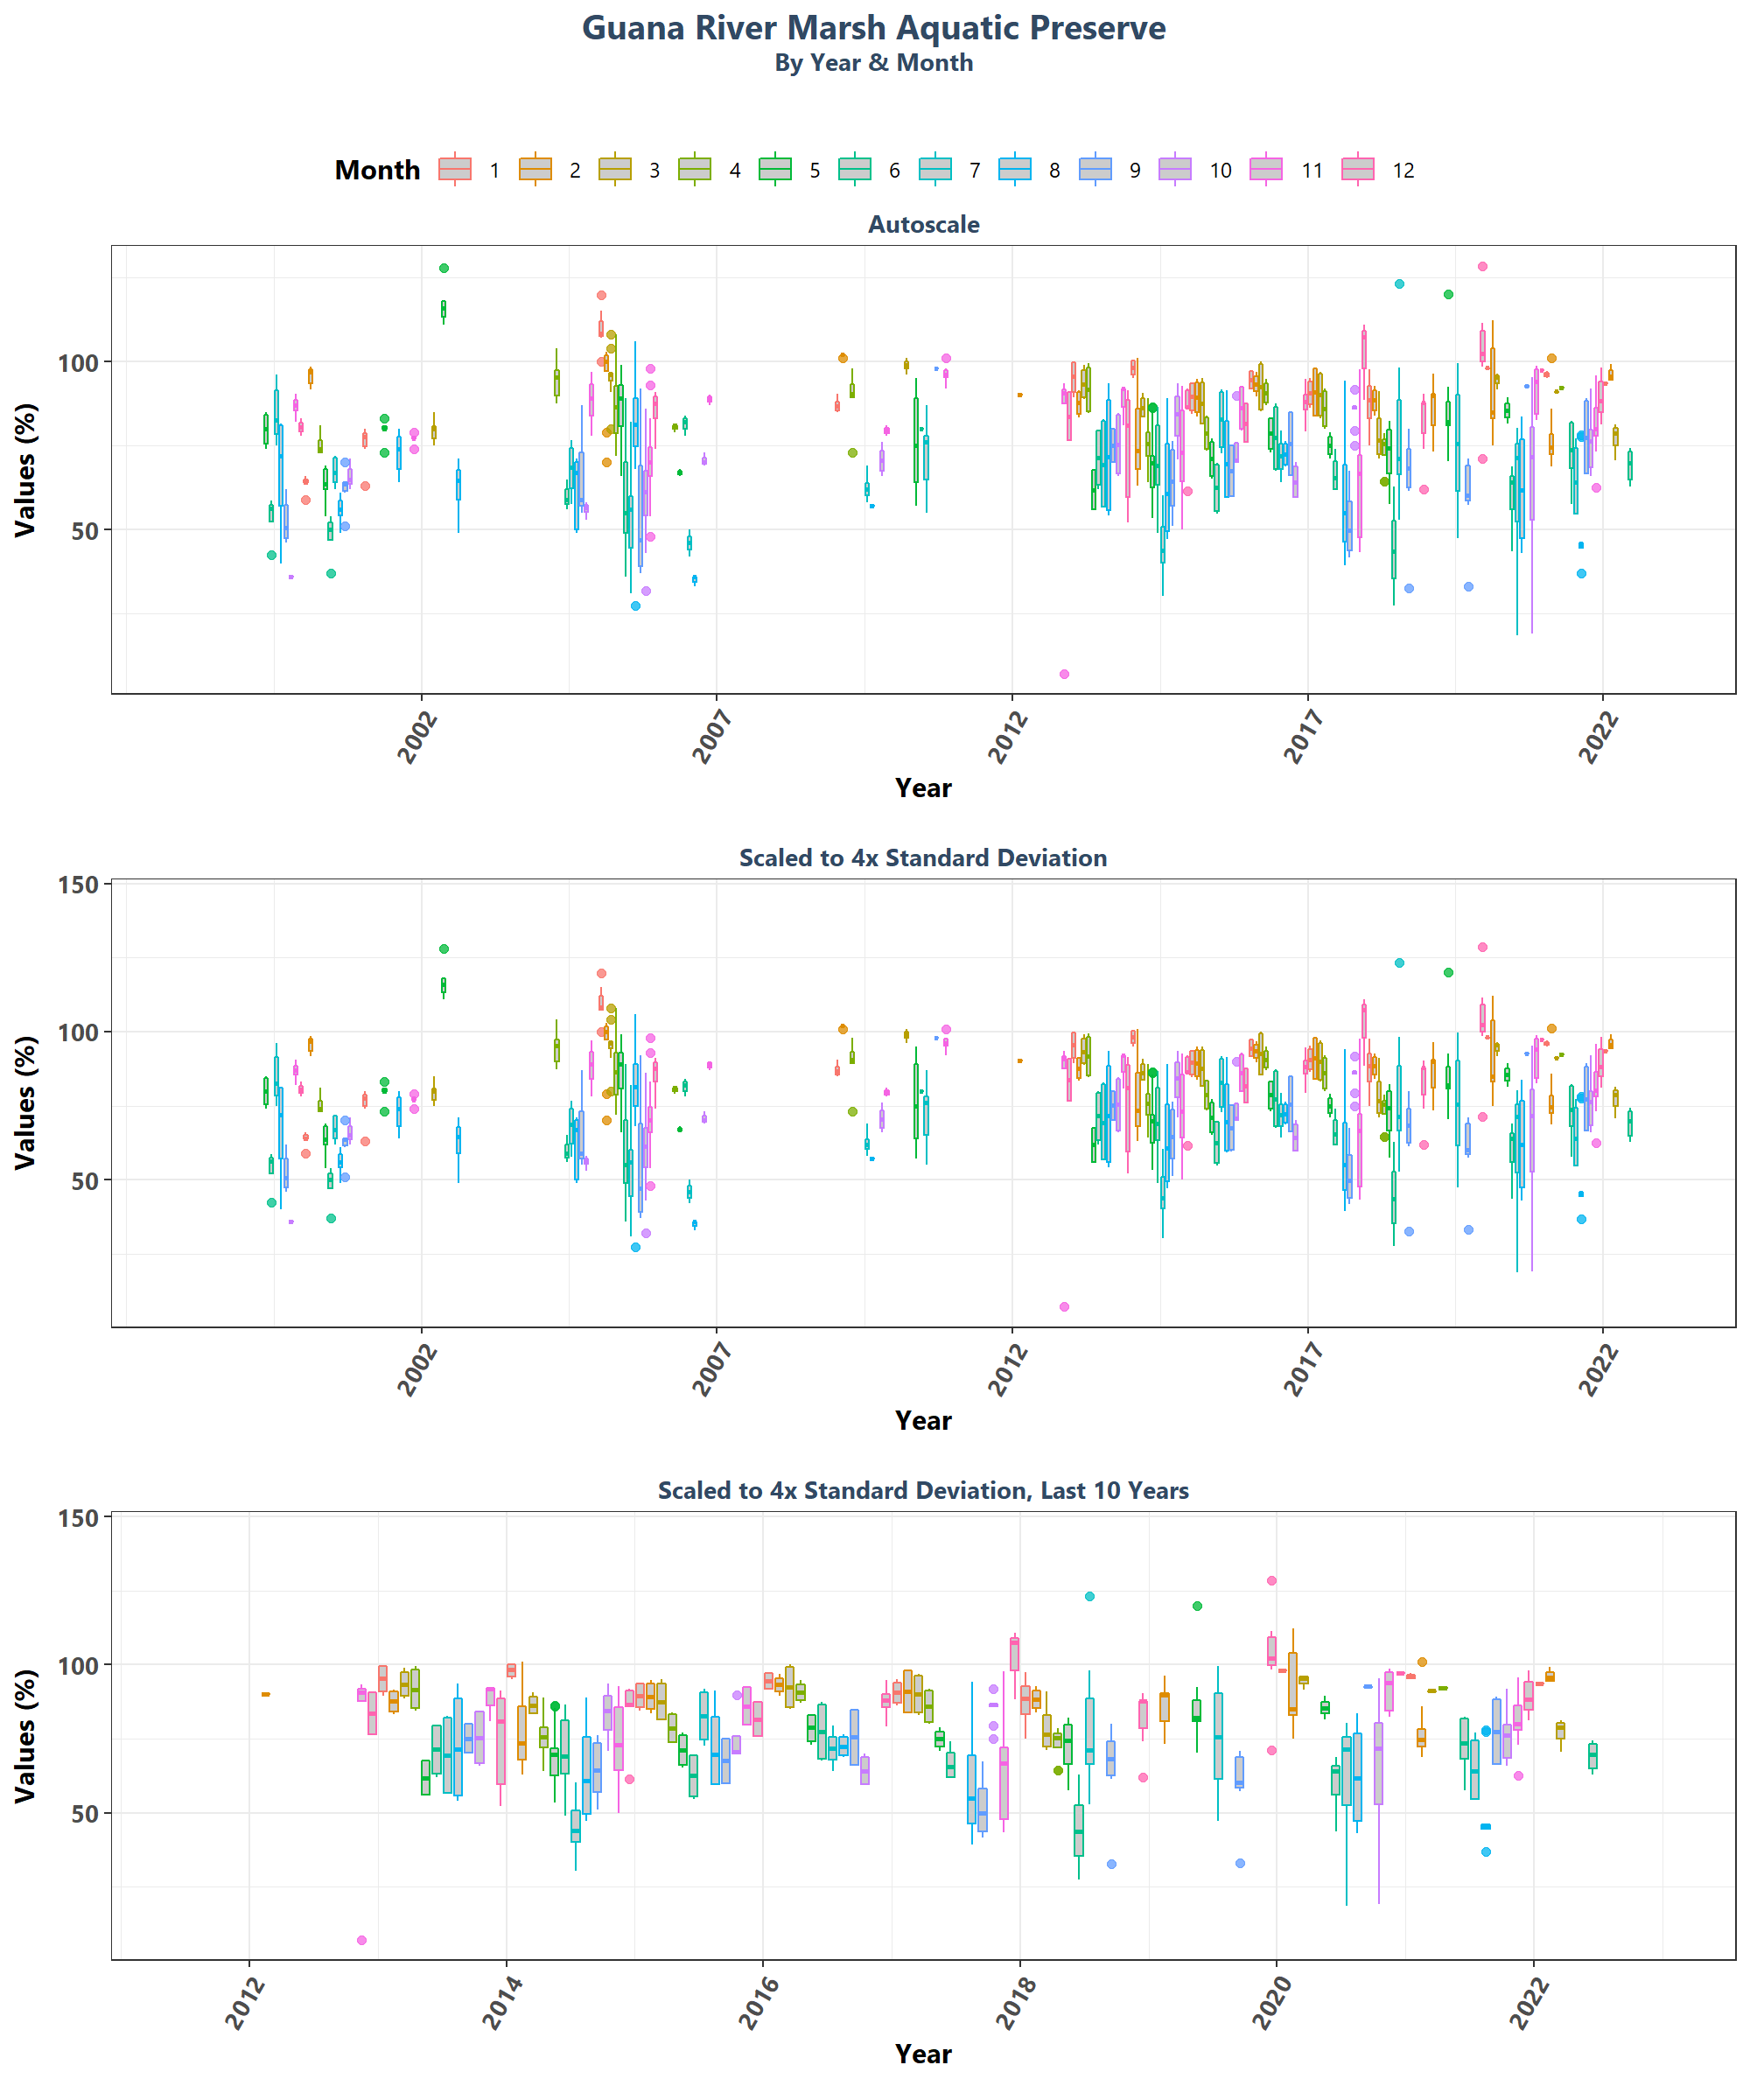 Guana River Marsh Aquatic Preserve
By Year & Month
Month 1 2 3 4 5 6 7 8 9 10 11 12
Autoscale
100
50
Values (%)
2002 2007 2012 2017 2022
Year
Scaled to 4x Standard Deviation
150
100
50
Values (%)
2002 2007 2012 2017 2022
Year
Scaled to 4x Standard Deviation, Last 10 Years
150
100
50
Values (%)
2012 2014 2016 2018 2020 2022
Year